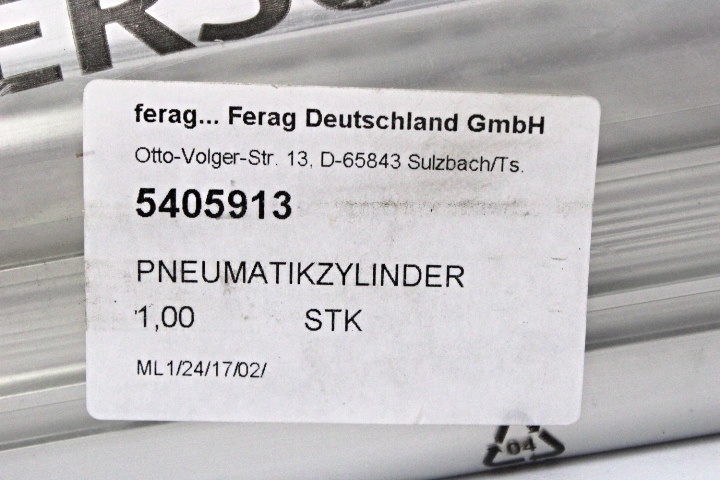 ferag... Ferag Deutschland GmbH
Otto-Volger-Str. 13, D-65843 Sulzbach/Ts.
5405913
PNEUMATIKZYLINDER
1,00 STK
ML1/24/17/02/
04